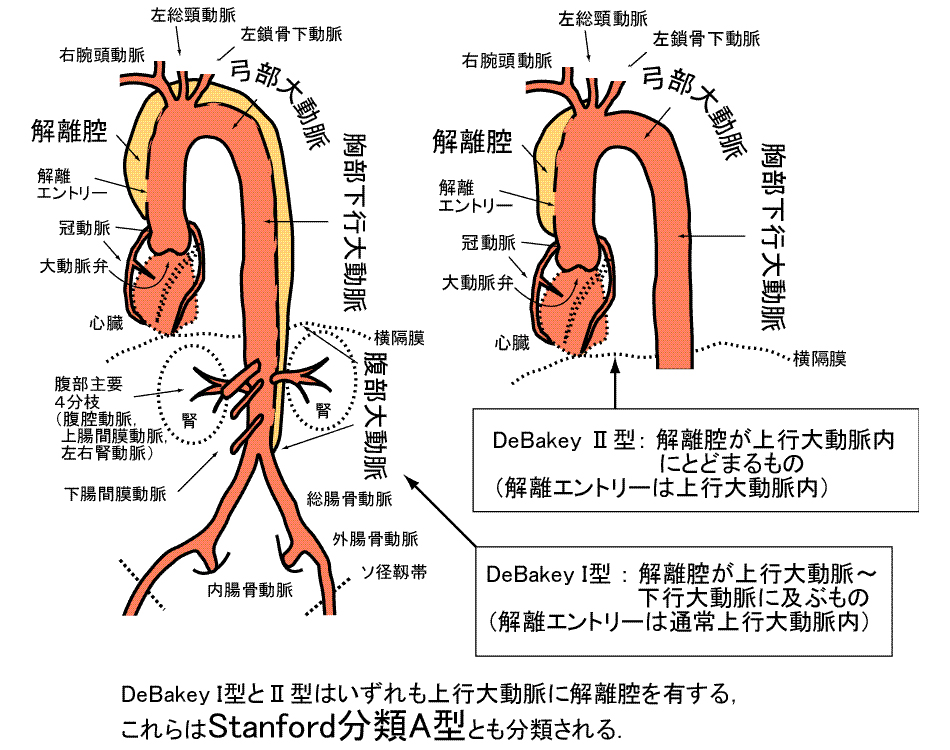 左総頸動脈
左鎖骨下動脈
右腕頭動脈
弓部大動脈
解離腔
胸部下行大動脈
解離
エントリー
冠動脈
大動脈弁
心臓
横隔膜
腹部主要
4分枝
(腹腔動脈,
上腸間膜動脈,
左右腎動脈)
腎
腎
腹部大動脈
下腸間膜動脈
総腸骨動脈
外腸骨動脈
内腸骨動脈
ソ径靱帯
左総頸動脈
左鎖骨下動脈
右腕頭動脈
弓部大動脈
解離腔
胸部下行大動脈
解離
エントリー
冠動脈
大動脈弁
心臓
横隔膜
DeBakey Ⅱ型: 解離腔が上行大動脈内
にとどまるもの
(解離エントリーは上行大動脈内)
DeBakey I型 : 解離腔が上行大動脈~
下行大動脈に及ぶもの
(解離エントリーは通常上行大動脈内)
DeBakey I型とⅡ型はいずれも上行大動脈に解離腔を有する,
これらはStanford分類A型とも分類される.